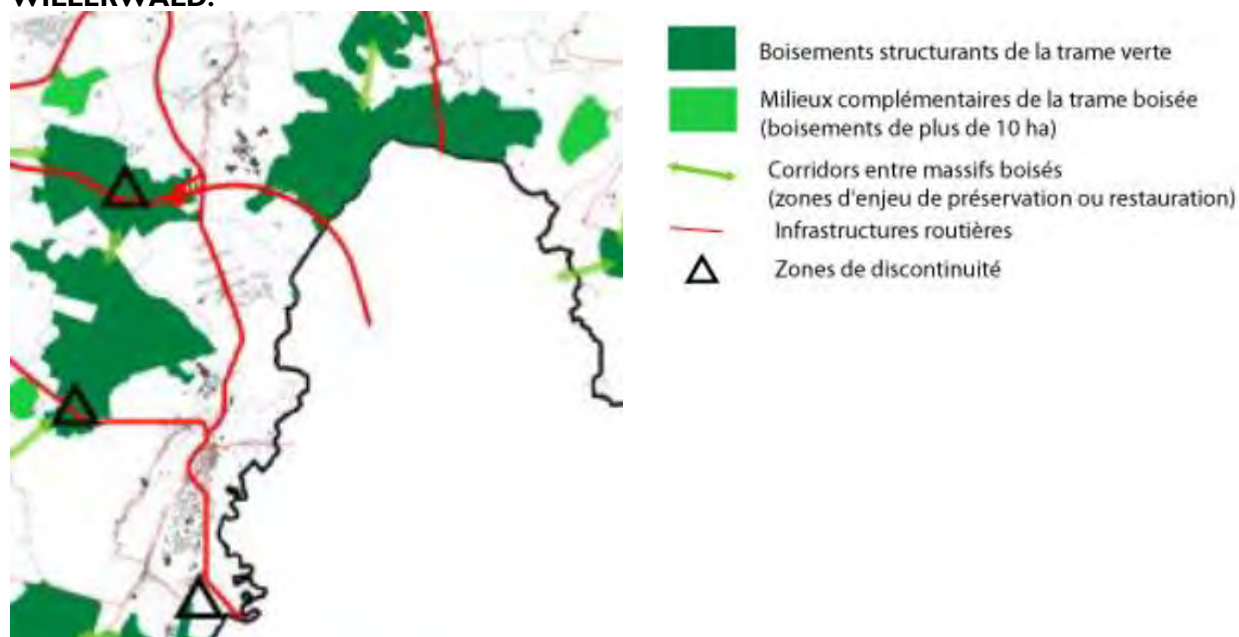 WILLERWALD.
Boisements structurants de la trame verte
Milieux complémentaires de la trame boisée
(boisements de plus de 10 ha)
Corridors entre massifs boisés
(zones d'enjeu de préservation ou restauration)
Infrastructures routières
Zones de discontinuité